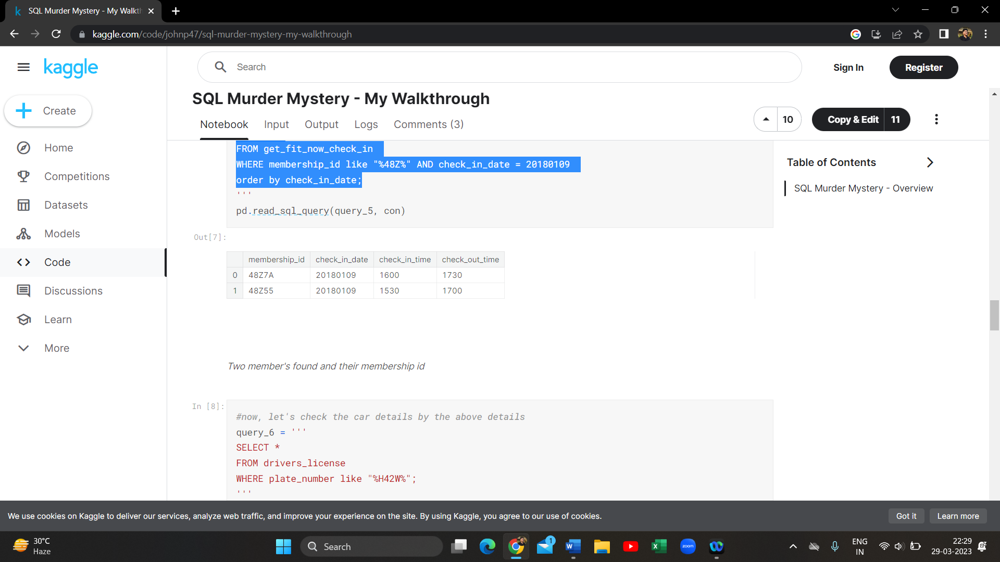 SQL Murder Mystery - My Walkth
kaggle.com/code/johnp47/sql-murder-mystery-my-walkthrough
kaggle
Search
Sign In
Register
SQL Murder Mystery - My Walkthrough
Create
Notebook Input Output Logs Comments (3)
10
Copy & Edit 11
Home
Competitions
Datasets
Models
Code
Discussions
Learn
More
FROM get_fit_now_check_in
WHERE membership_id like "%48Z%" AND check_in_date = 20180109
order by check_in_date;
'''
pd.read_sql_query(query_5, con)
Table of Contents
SQL Murder Mystery - Overview
Out[7]:
membership_id check_in_date check_in_time check_out_time
0 48Z7A 20180109 1600 1730
1 48Z55 20180109 1530 1700
Two member's found and their membership id
In [8]:
#now, let's check the car details by the above details
query_6 = '''
SELECT *
FROM drivers_license
WHERE plate_number like "%H42W%";
'''
We use cookies on Kaggle to deliver our services, analyze web traffic, and improve your experience on the site. By using Kaggle, you agree to our use of cookies.
Got it
Learn more
30°C
Haze
Search
1
W
X
zoom
ENG
IN
22:29
29-03-2023